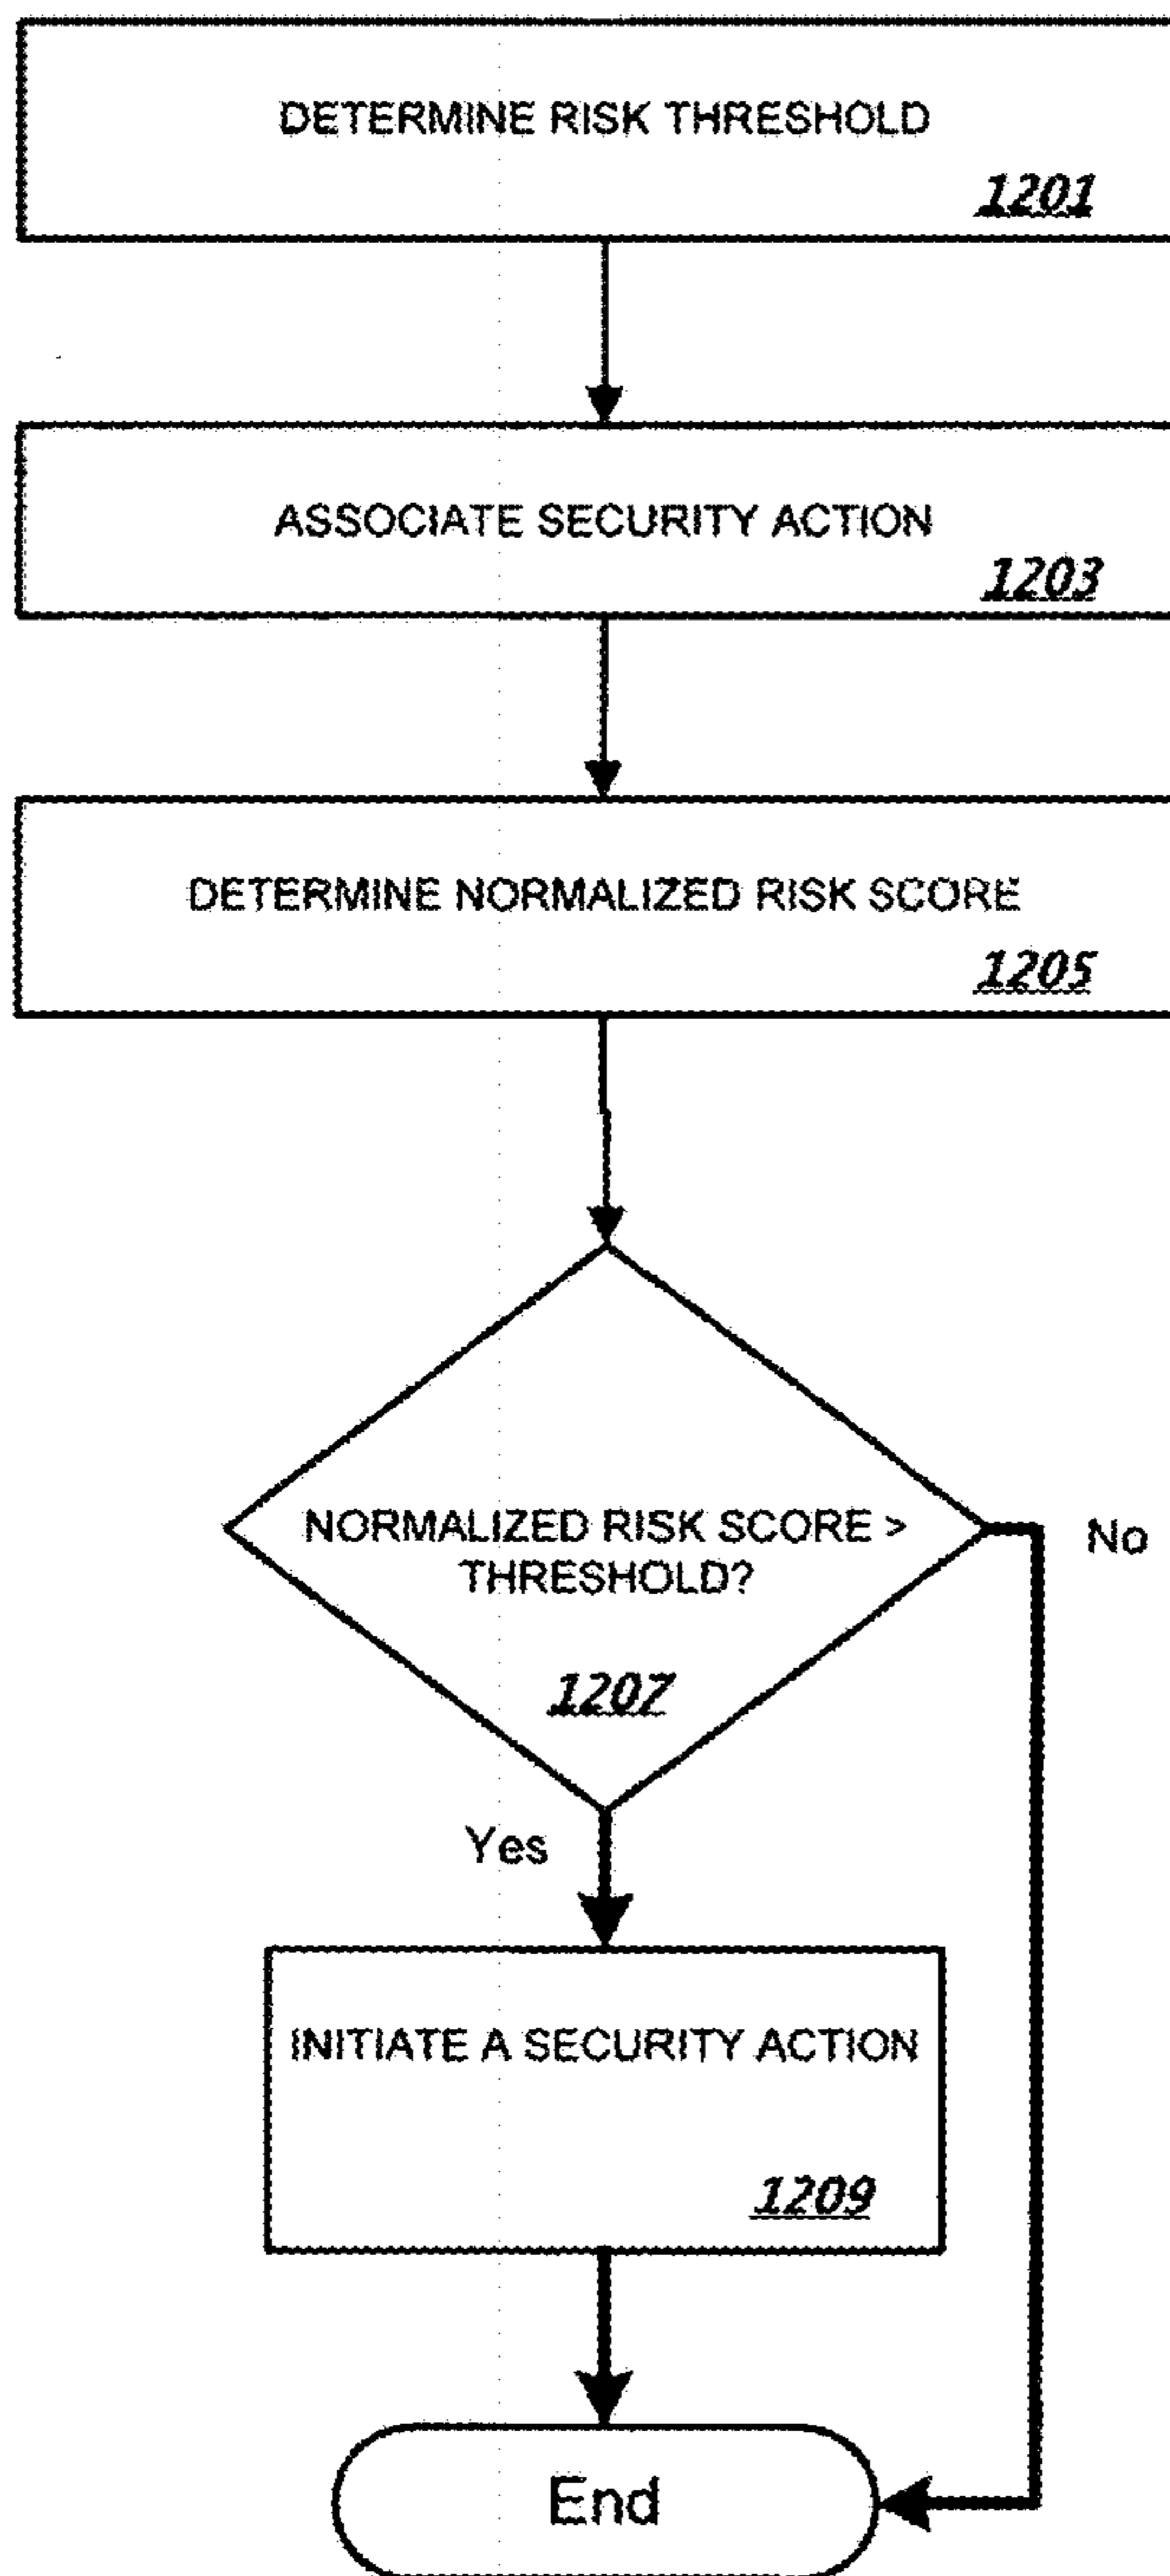 DETERMINE RISK THRESHOLD
1201
ASSOCIATE SECURITY ACTION
1203
DETERMINE NORMALIZED RISK SCORE
1205
NORMALIZED RISK SCORE >
THRESHOLD?
1207
No
Yes
INITIATE A SECURITY ACTION
1209
End